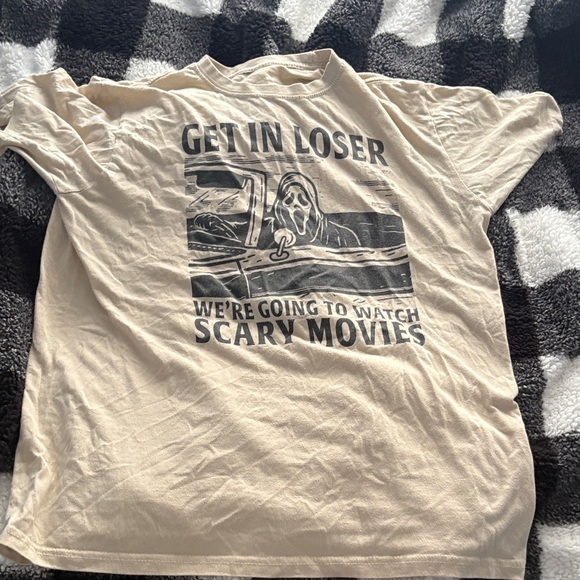 GET IN LOSER
WE'RE GOING TO WATCH
SCARY MOVIES